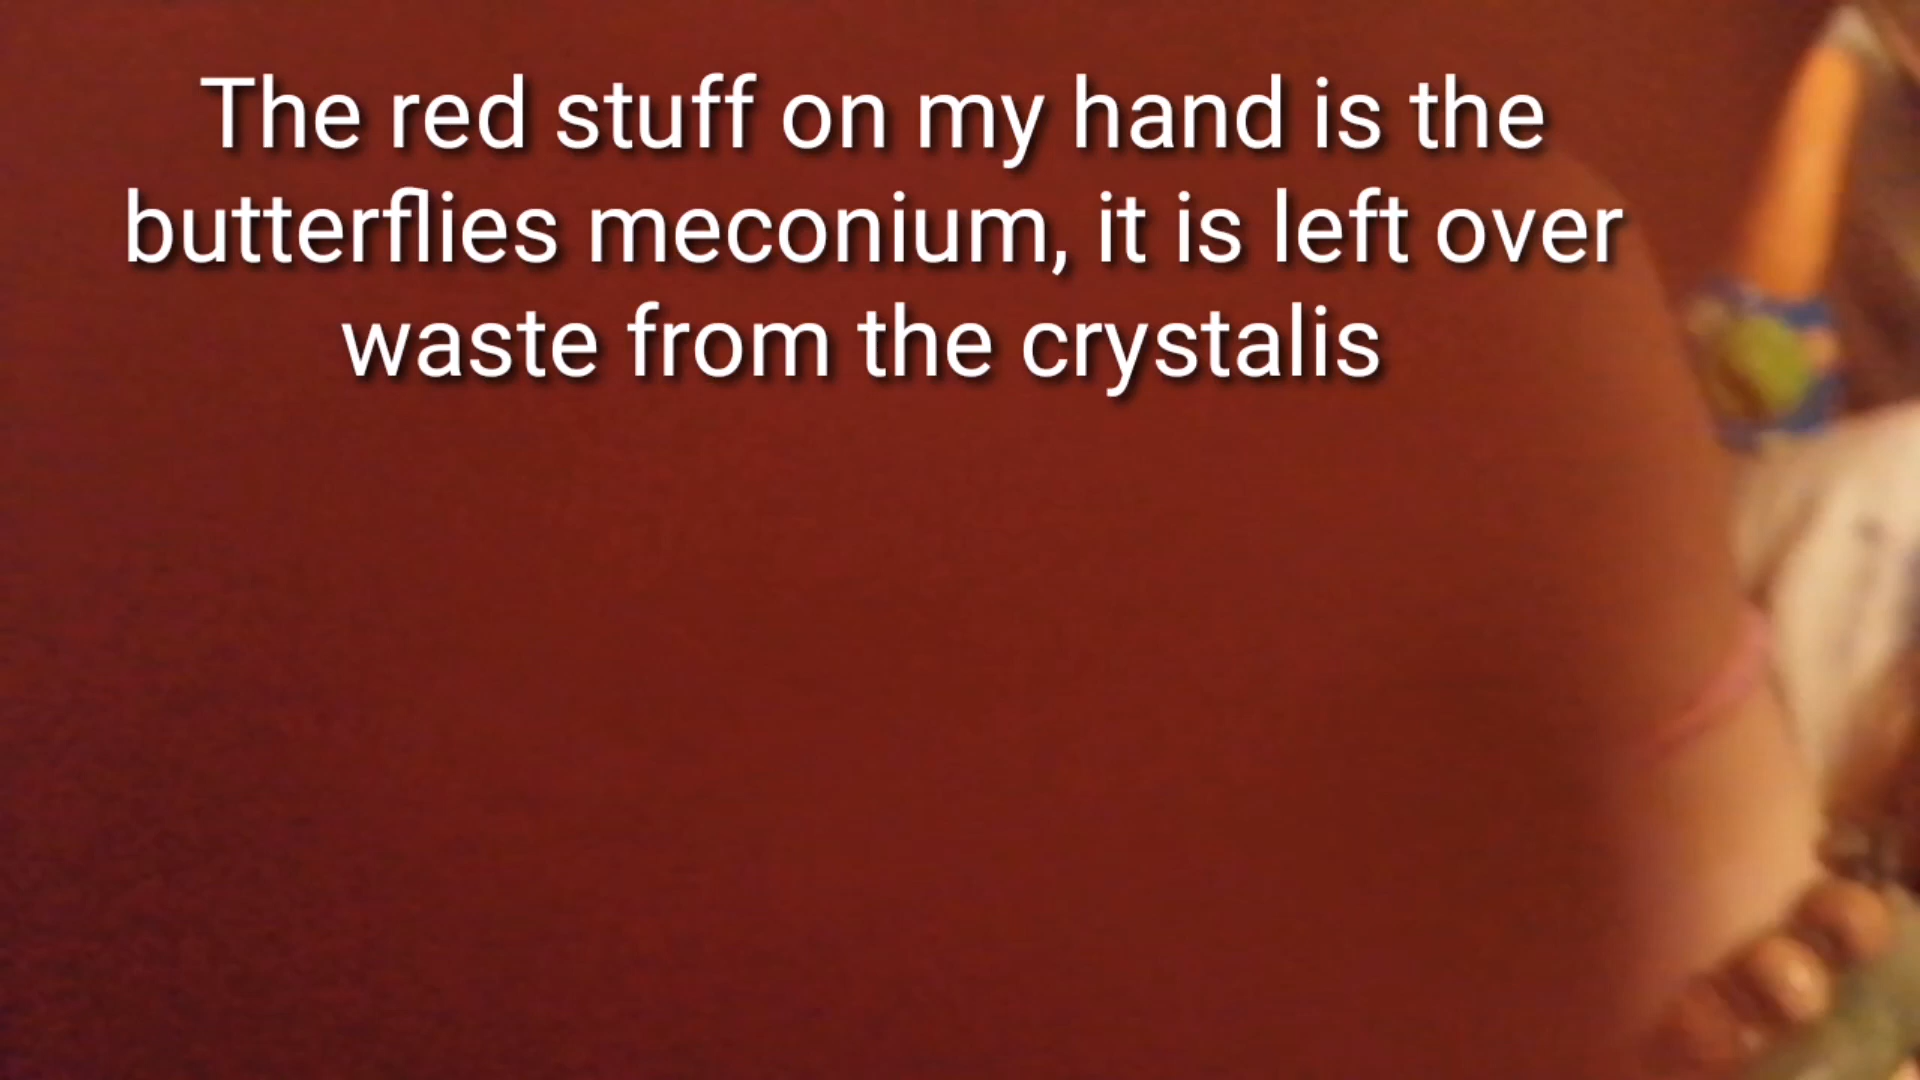 The red stuff on my hand is the
butterflies meconium, it is left over
waste from the crystalis